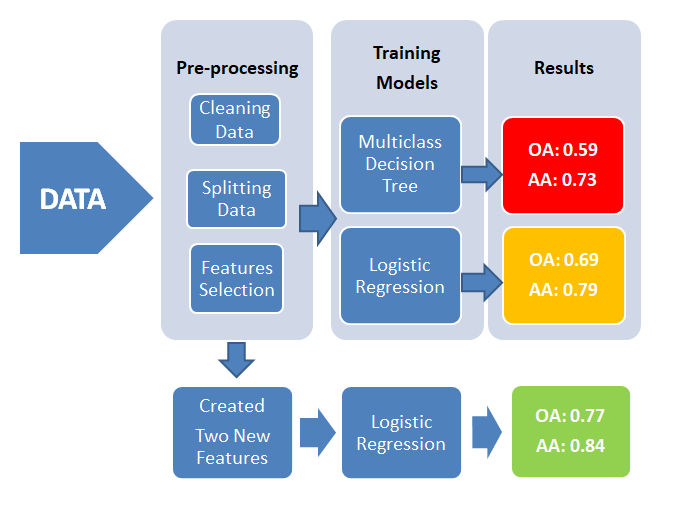 DATA
Pre-processing
Cleaning
Data
Splitting
Data
Features
Selection
Training
Models
Multiclass
Decision
Tree
Logistic
Regression
Results
OA: 0.59
AA: 0.73
OA: 0.69
AA: 0.79
Created
Two New
Features
Logistic
Regression
OA: 0.77
AA: 0.84